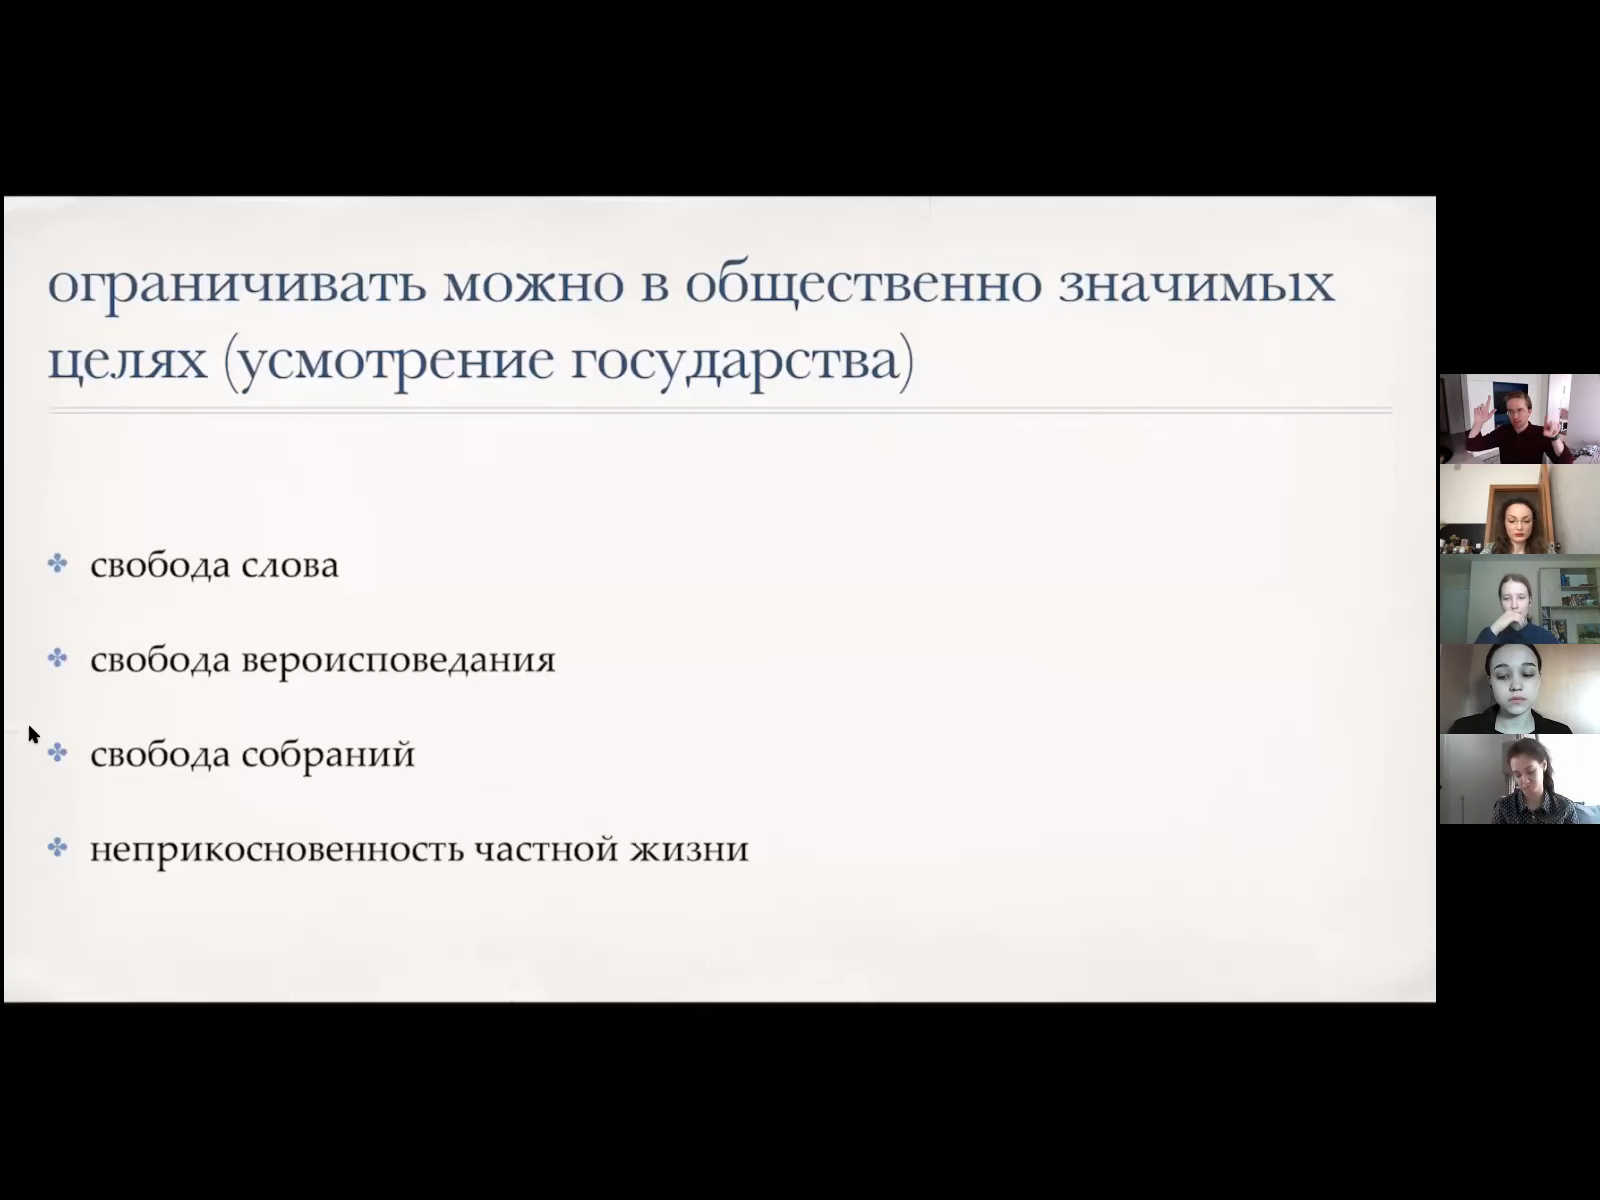 ограничивать можно в общественно значимых
целях (усмотрение государства)
свобода слова
свобода вероисповедания
свобода собраний
неприкосновенность частной жизни